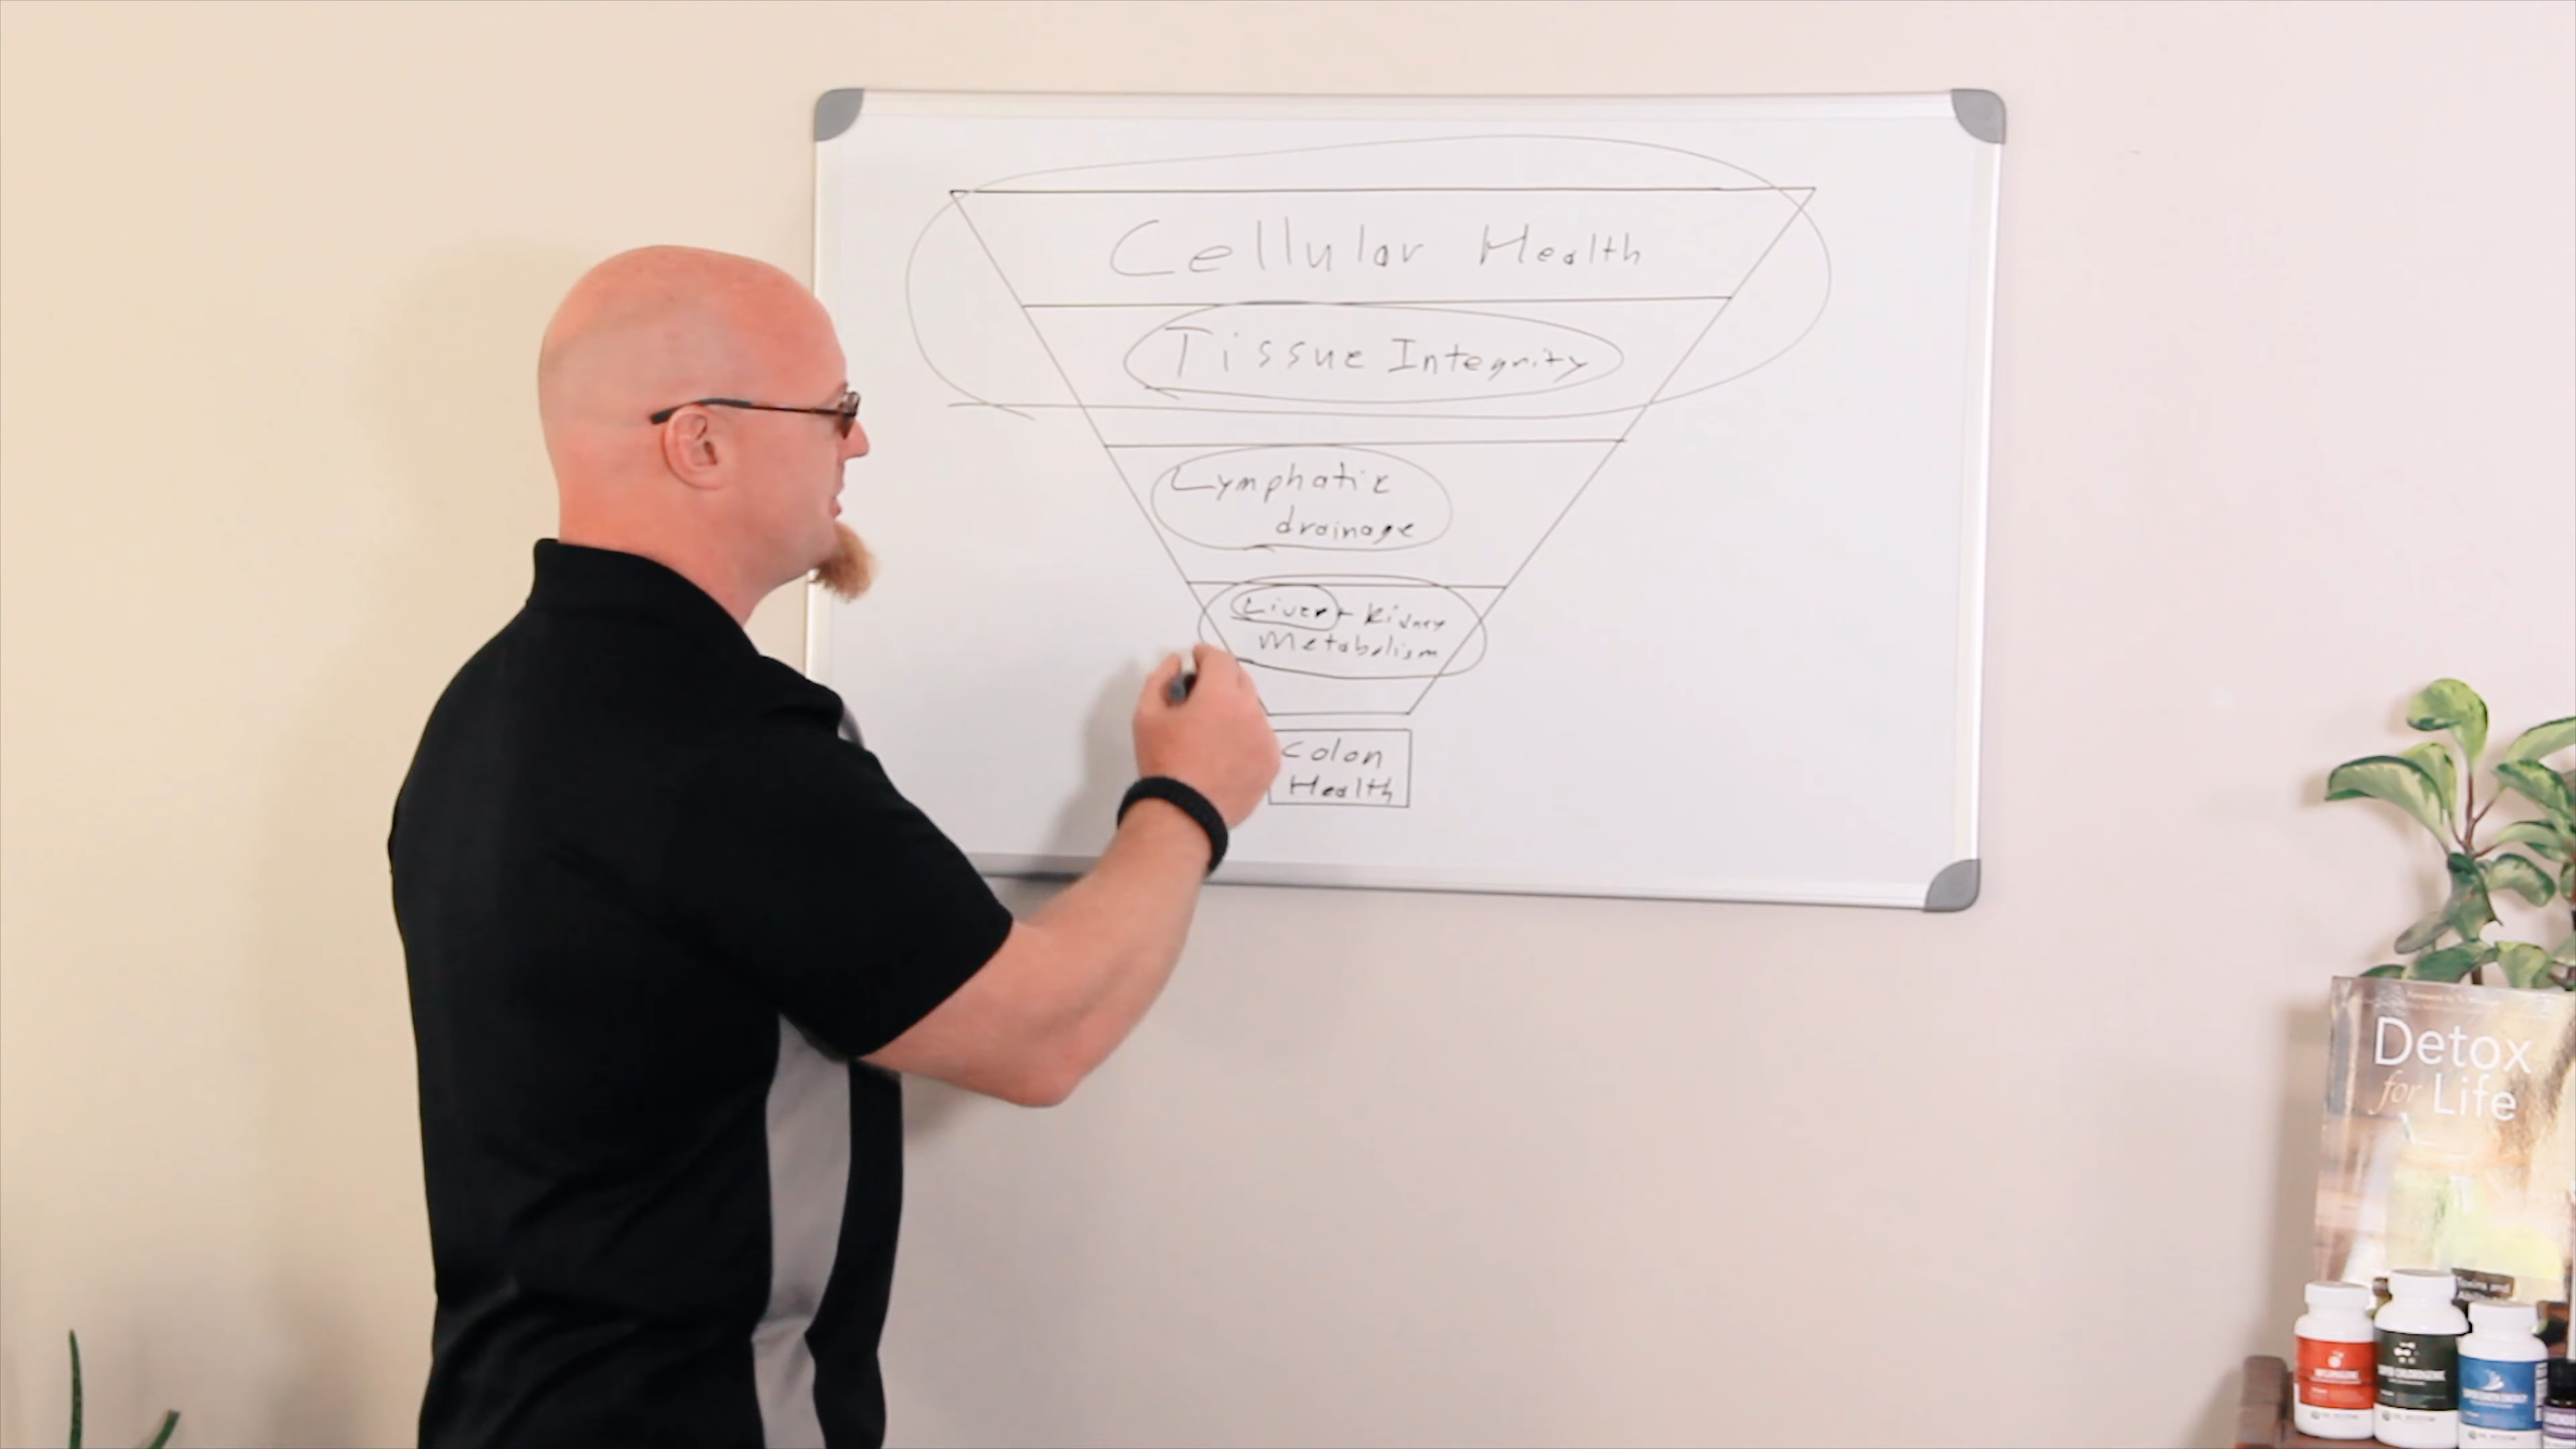 Cellular Health
Tissue Integrity
Lymphatic
drainage
Liver + Kidney
Metabolism
Colon
Health
Detox
for Life